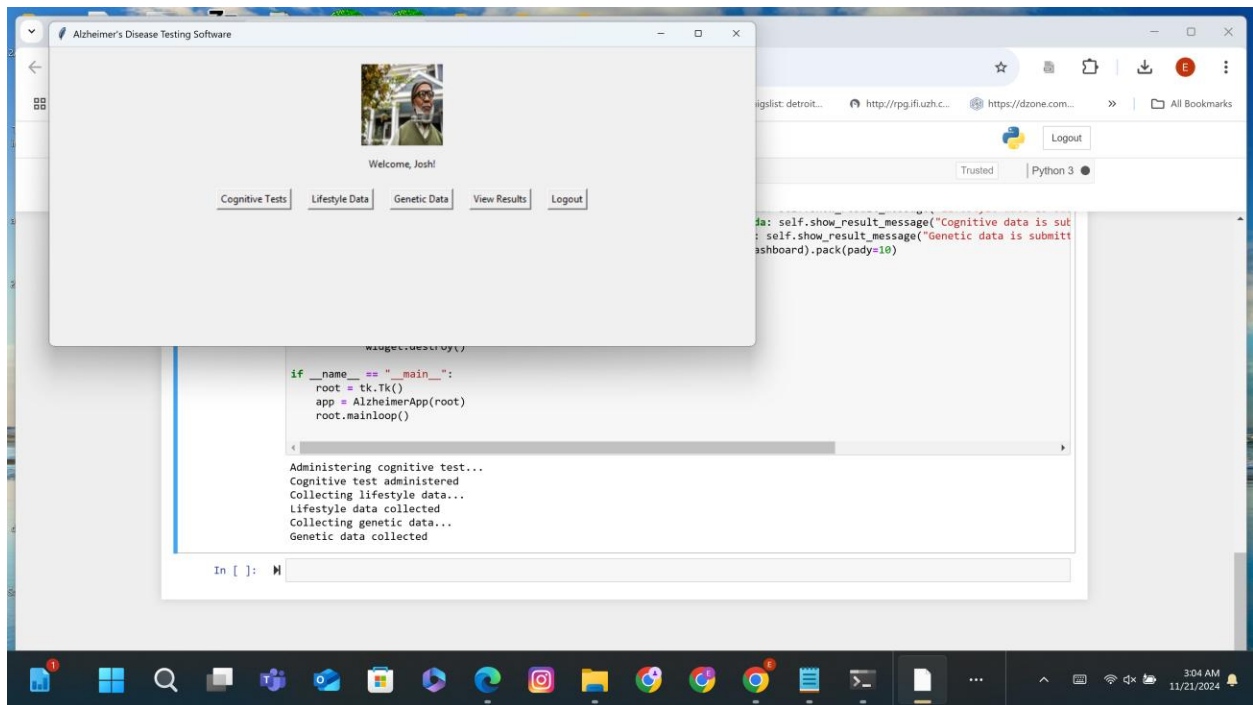 Alzheimer's Disease Testing Software
Welcome, Josh!
Cognitive Tests
Lifestyle Data
Genetic Data
View Results
Logout
E
aigslist: detroit...
http://rpg.ifi.uzh.c...
https://dzone.com...
»
All Bookmarks
Logout
Trusted
Python 3
da: self.show_result_message("Cognitive data is sub
: self.show_result_message("Genetic data is submitt
ashboard).pack(pady=10)
widget.destroy()
if __name__ == "__main__":
root = tk.Tk()
app = AlzheimerApp(root)
root.mainloop()
Administering cognitive test...
Cognitive test administered
Collecting lifestyle data...
Lifestyle data collected
Collecting genetic data...
Genetic data collected
In [ ]:
1
E
3:04 AM
11/21/2024